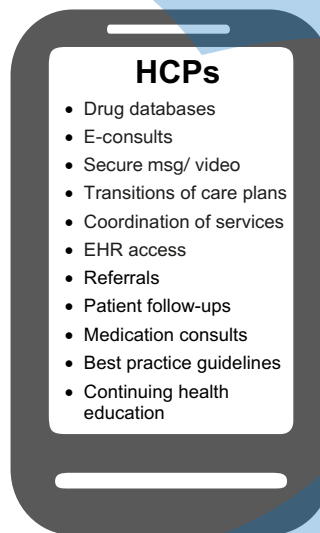 HCPs
• Drug databases
• E-consults
• Secure msg/ video
• Transitions of care plans
• Coordination of services
• EHR access
• Referrals
• Patient follow-ups
• Medication consults
• Best practice guidelines
• Continuing health
education